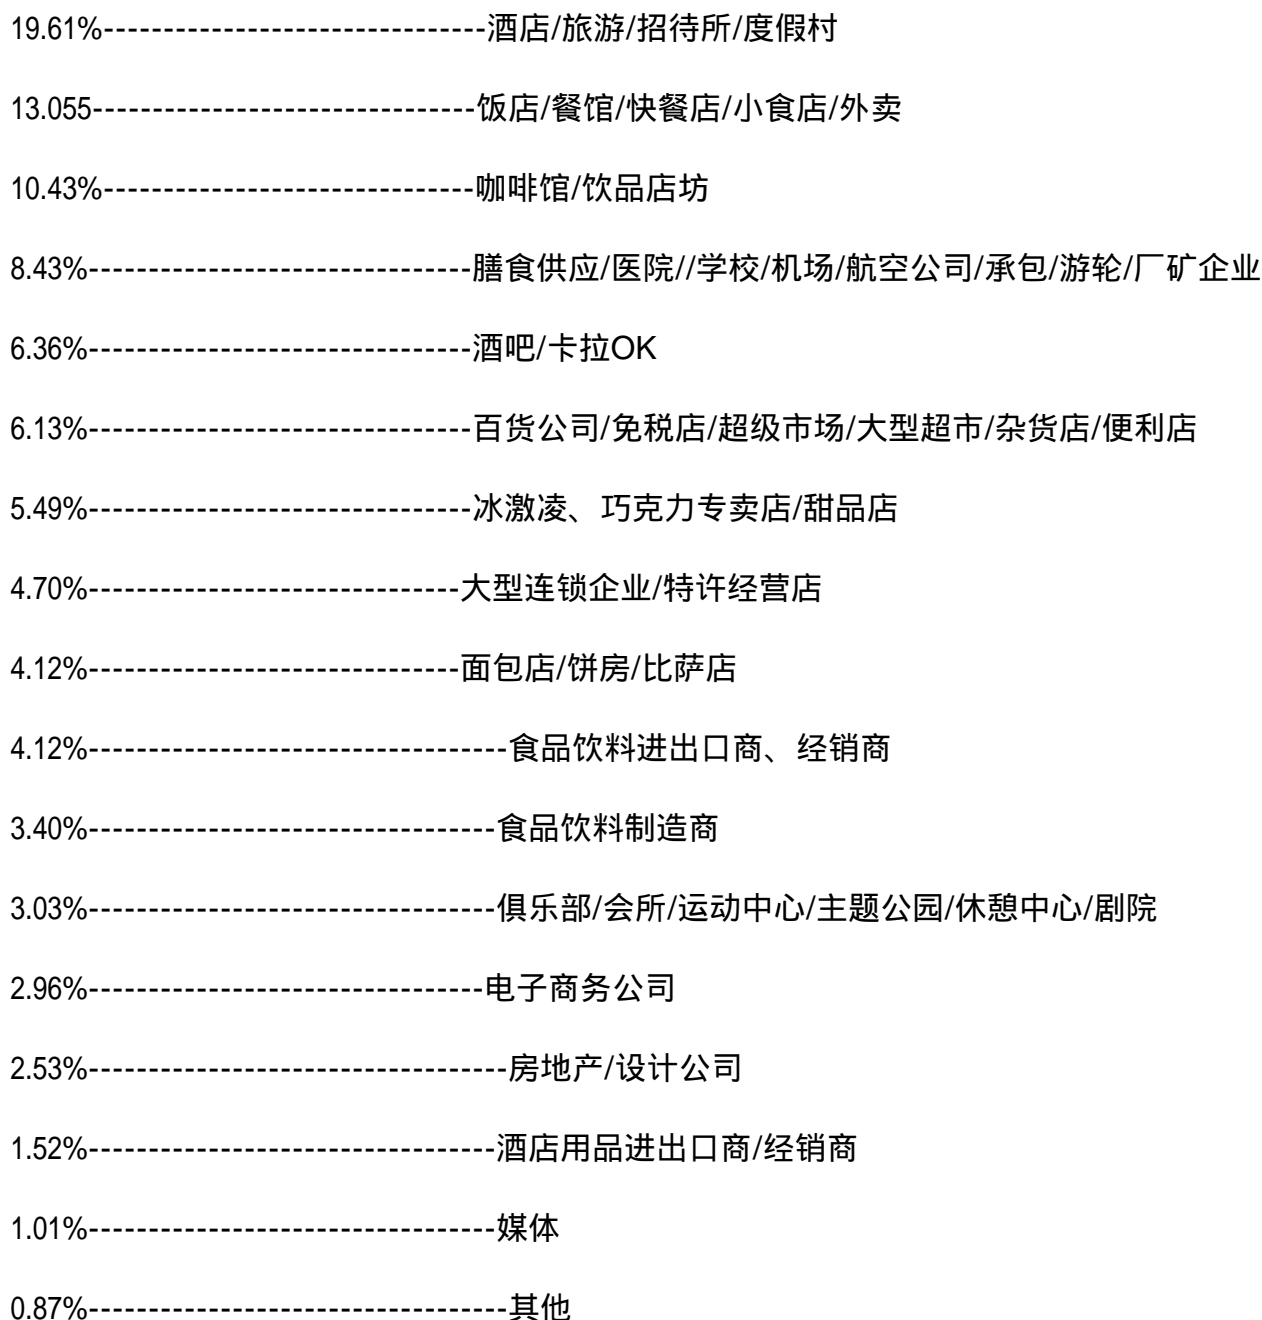 19.61%--------------------------------酒店/旅游/招待所/度假村
13.055--------------------------------饭店/餐馆/快餐店/小食店/外卖
10.43%-------------------------------咖啡馆/饮品店坊
8.43%--------------------------------膳食供应/医院//学校/机场/航空公司/承包/游轮/厂矿企业
6.36%--------------------------------酒吧/卡拉OK
6.13%--------------------------------百货公司/免税店/超级市场/大型超市/杂货店/便利店
5.49%--------------------------------冰激凌、巧克力专卖店/甜品店
4.70%-------------------------------大型连锁企业/特许经营店
4.12%-------------------------------面包店/饼房/比萨店
4.12%-----------------------------------食品饮料进出口商、经销商
3.40%----------------------------------食品饮料制造商
3.03%----------------------------------俱乐部/会所/运动中心/主题公园/休憩中心/剧院
2.96%---------------------------------电子商务公司
2.53%-----------------------------------房地产/设计公司
1.52%----------------------------------酒店用品进出口商/经销商
1.01%----------------------------------媒体
0.87%-----------------------------------其他